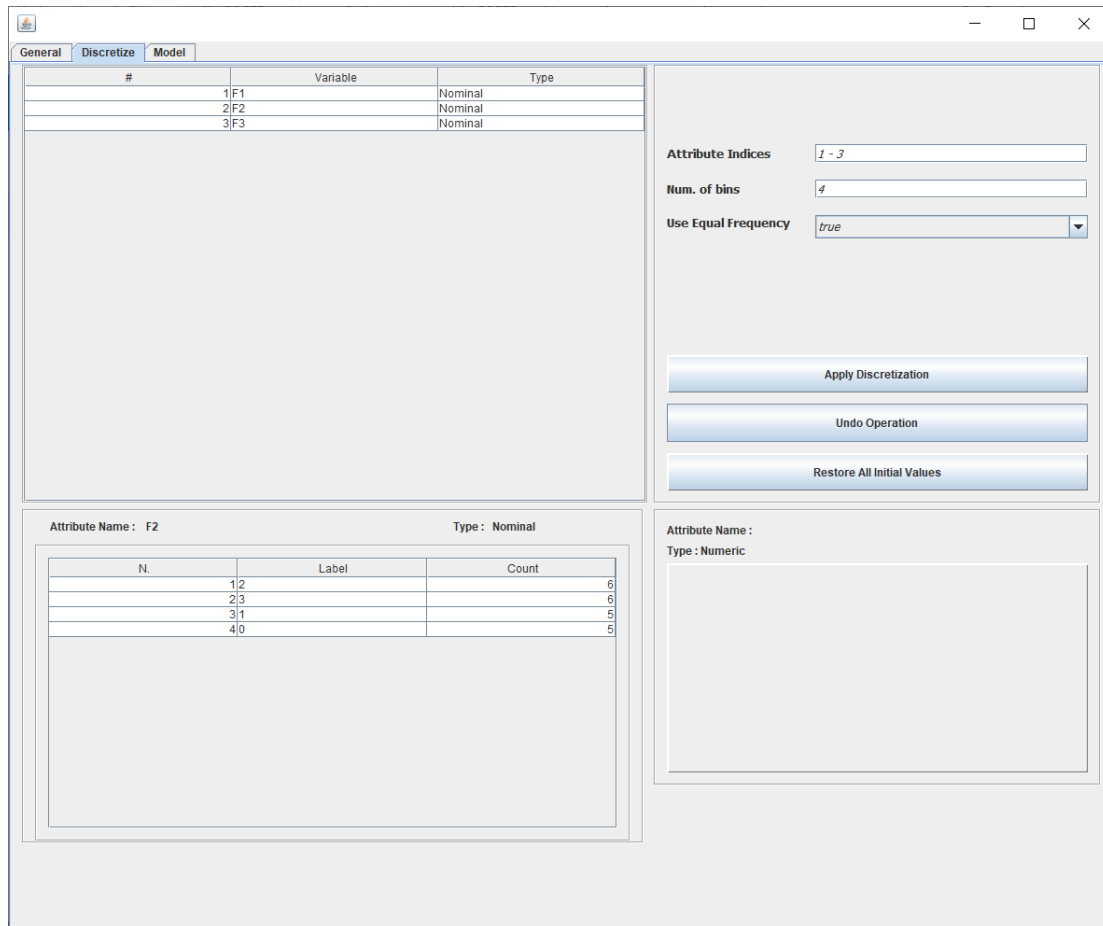 General Discretize Model
# Variable Type
1 F1 Nominal
2 F2 Nominal
3 F3 Nominal
Attribute Indices 1 - 3
Num. of bins 4
Use Equal Frequency true
Apply Discretization
Undo Operation
Restore All Initial Values
Attribute Name : F2 Type : Nominal
N. Label Count
1 2 6
2 3 6
3 1 5
4 0 5
Attribute Name :
Type : Numeric